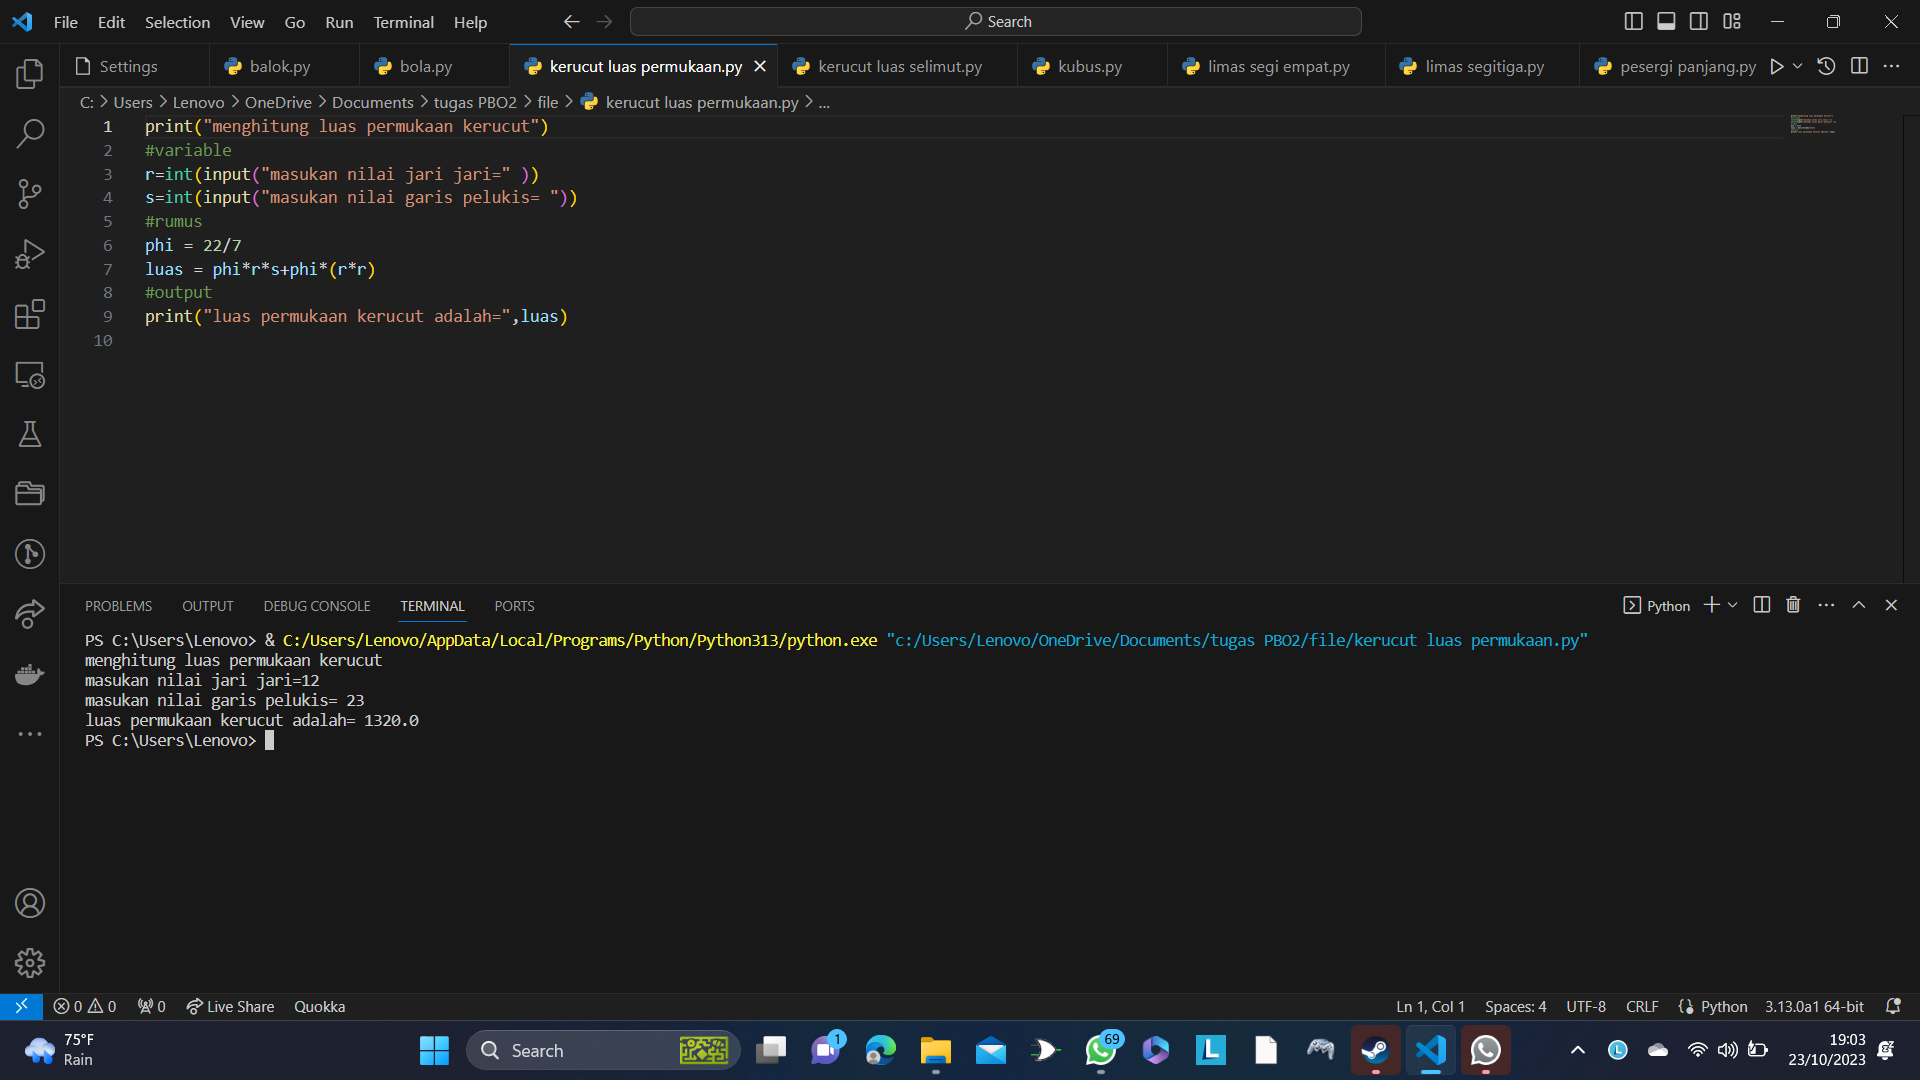 File Edit Selection View Go Run Terminal Help Search
Settings balok.py bola.py kerucut luas permukaan.py kerucut luas selimut.py kubus.py limas segi empat.py limas segitiga.py pesergi panjang.py
C: > Users > Lenovo > OneDrive > Documents > tugas PBO2 > file > kerucut luas permukaan.py > ...
1 print("menghitung luas permukaan kerucut")
2 #variable
3 r=int(input("masukan nilai jari jari=" ))
4 s=int(input("masukan nilai garis pelukis= "))
5 #rumus
6 phi = 22/7
7 luas = phi*r*s+phi*(r*r)
8 #output
9 print("luas permukaan kerucut adalah=",luas)
10
PROBLEMS OUTPUT DEBUG CONSOLE TERMINAL PORTS Python
PS C:\Users\Lenovo> & C:/Users/Lenovo/AppData/Local/Programs/Python/Python313/python.exe "c:/Users/Lenovo/OneDrive/Documents/tugas PBO2/file/kerucut luas permukaan.py"
menghitung luas permukaan kerucut
masukan nilai jari jari=12
masukan nilai garis pelukis= 23
luas permukaan kerucut adalah= 1320.0
PS C:\Users\Lenovo>
0 0 0 Live Share Quokka Ln 1, Col 1 Spaces: 4 UTF-8 CRLF Python 3.13.0a1 64-bit
75°F
Rain
Search
1
69
L
L
19:03
23/10/2023